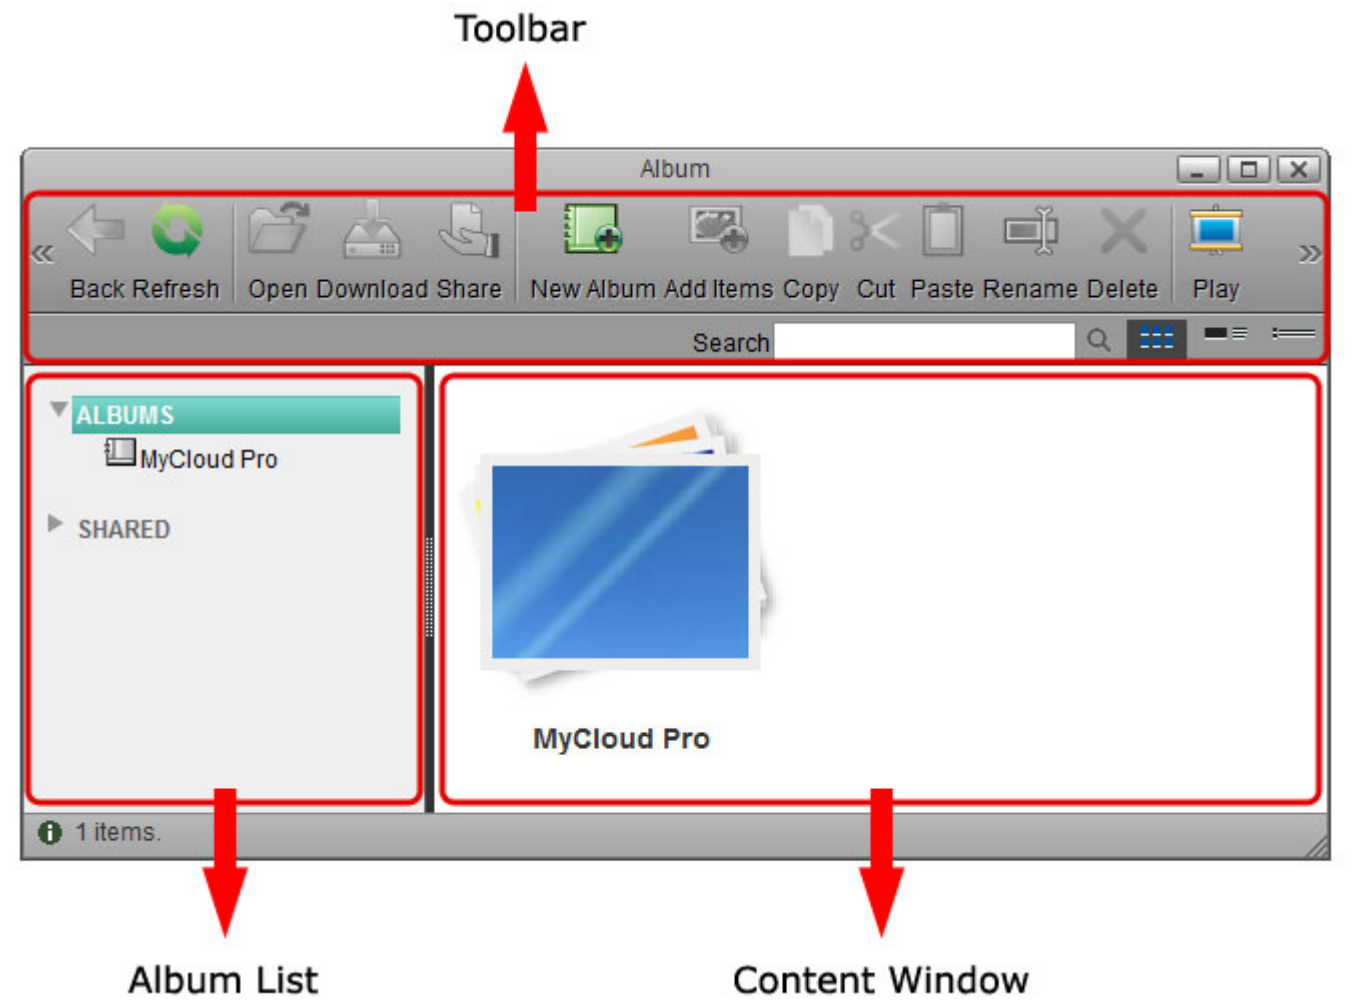 Toolbar
Album
Back Refresh Open Download Share New Album Add Items Copy Cut Paste Rename Delete Play
Search
ALBUMS
MyCloud Pro
SHARED
MyCloud Pro
1 items.
Album List Content Window